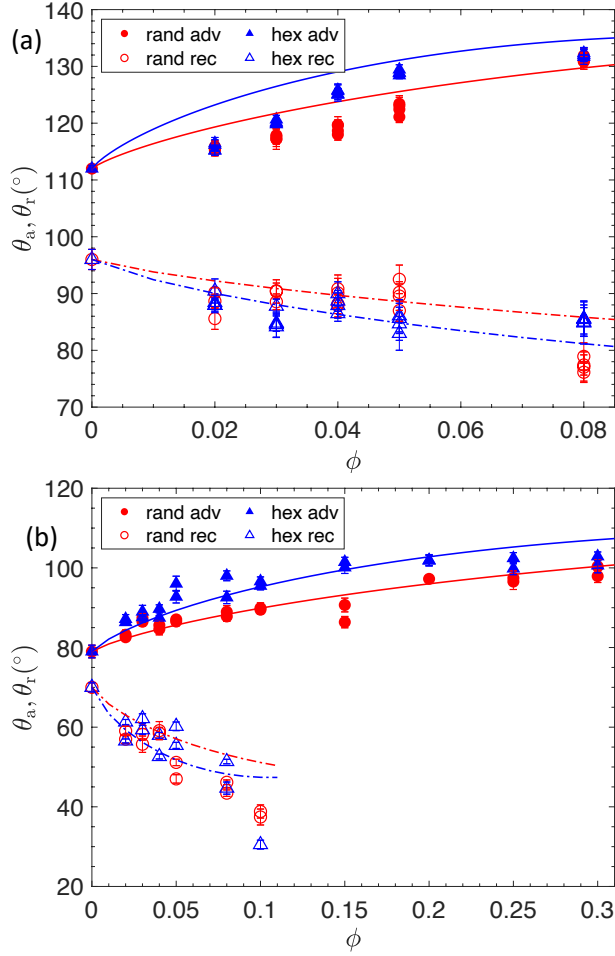 (a)
rand adv hex adv
rand rec hex rec
140
130
120
110
100
90
80
70
θa, θr(°)
0 0.02 0.04 0.06 0.08
ϕ
(b)
rand adv hex adv
rand rec hex rec
120
100
80
60
40
20
θa, θr(°)
0 0.05 0.1 0.15 0.2 0.25 0.3
ϕ